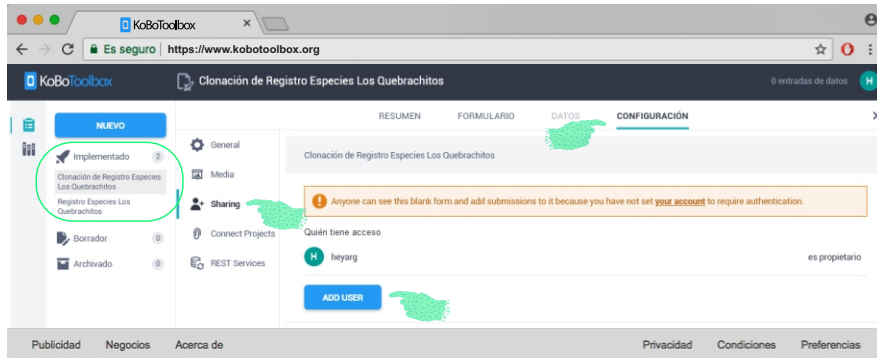 KoBoToolbox ×
Es seguro | https://www.kobotoolbox.org
KoBoToolbox Clonación de Registro Especies Los Quebrachitos 0 entradas de datos H
NUEVO RESUMEN FORMULARIO DATOS CONFIGURACIÓN
Implementado 2
Clonación de Registro Especies
Los Quebrachitos
Registro Especies Los
Quebrachitos
Borrador 0
Archivado 0
General
Media
Sharing
Connect Projects
REST Services
Clonación de Registro Especies Los Quebrachitos
Anyone can see this blank form and add submissions to it because you have not set your account to require authentication.
Quién tiene acceso
H heyarg es propietario
ADD USER
Publicidad Negocios Acerca de Privacidad Condiciones Preferencias